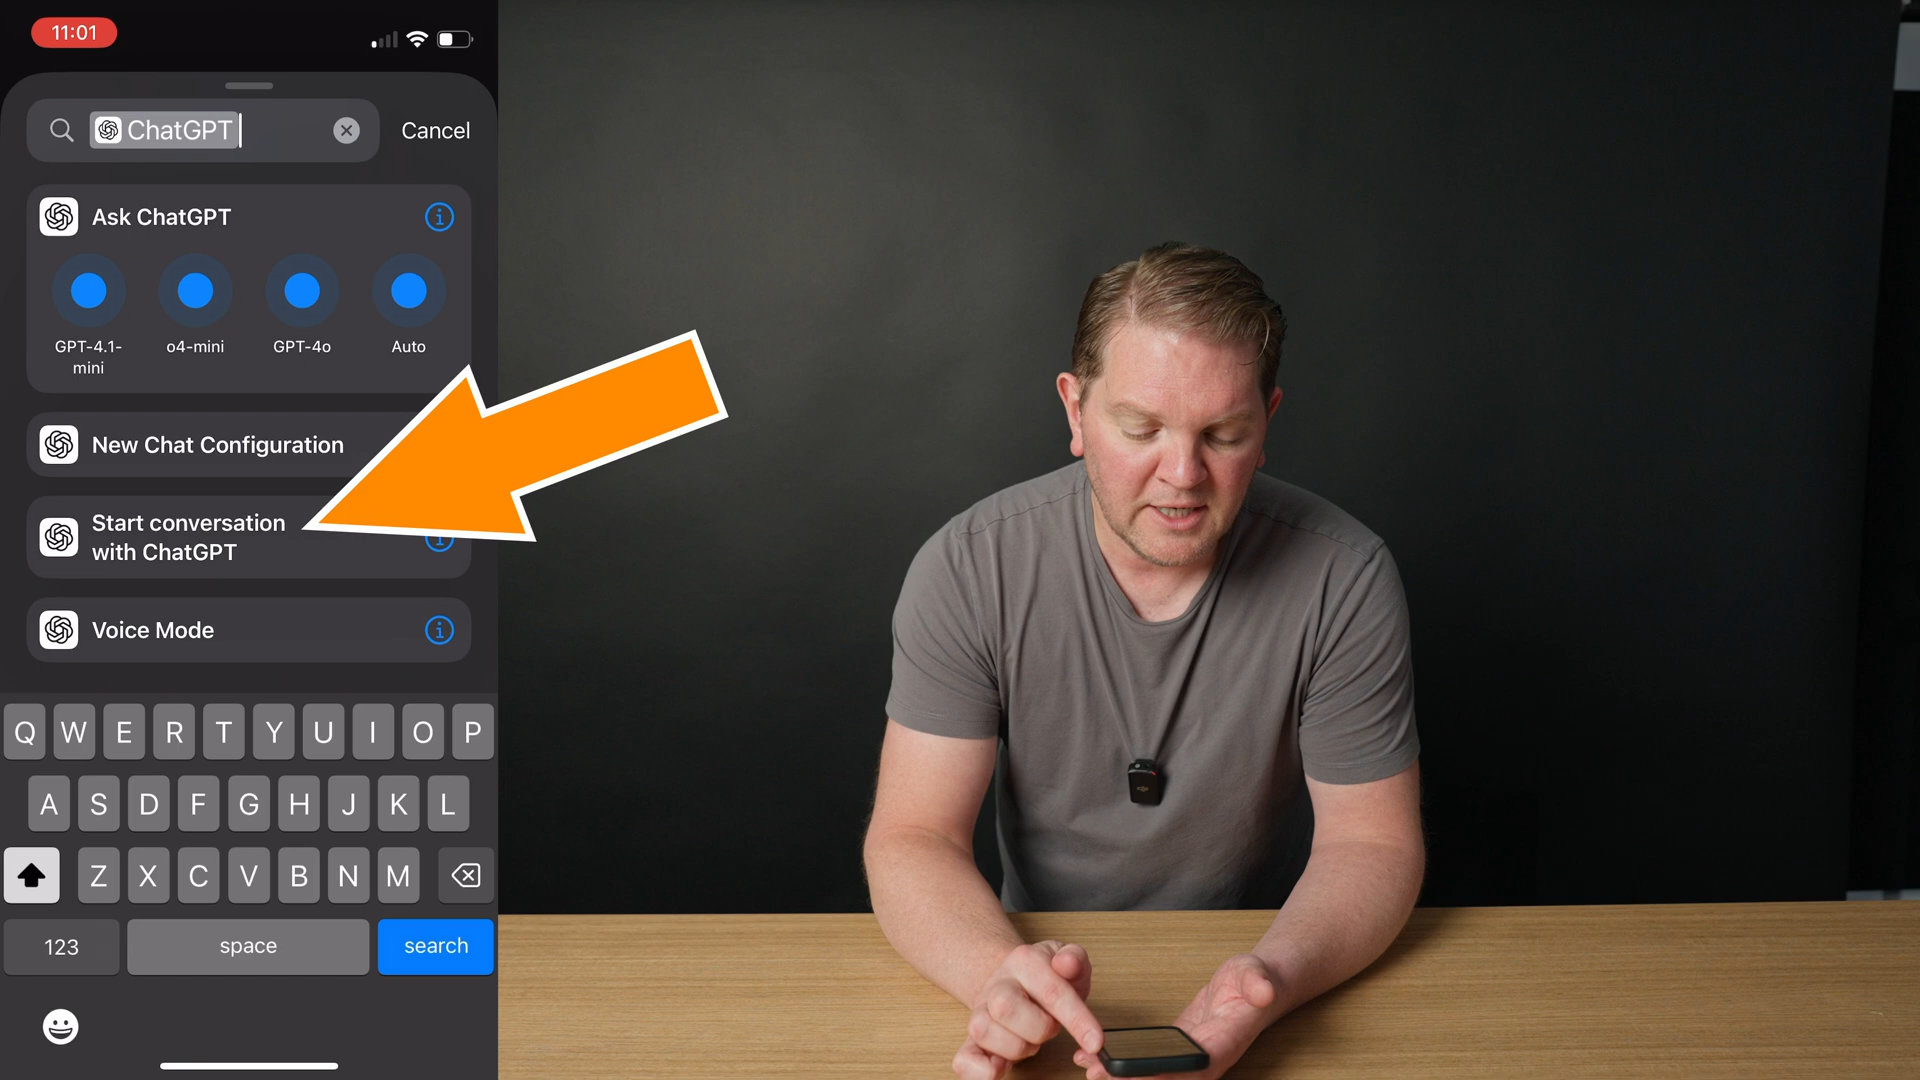 11:01
ChatGPT
Cancel
Ask ChatGPT
GPT-4.1-
mini
o4-mini
GPT-4o
Auto
New Chat Configuration
Start conversation
with ChatGPT
Voice Mode
Q W E R T Y U I O P
A S D F G H J K L
Z X C V B N M
123
space
search